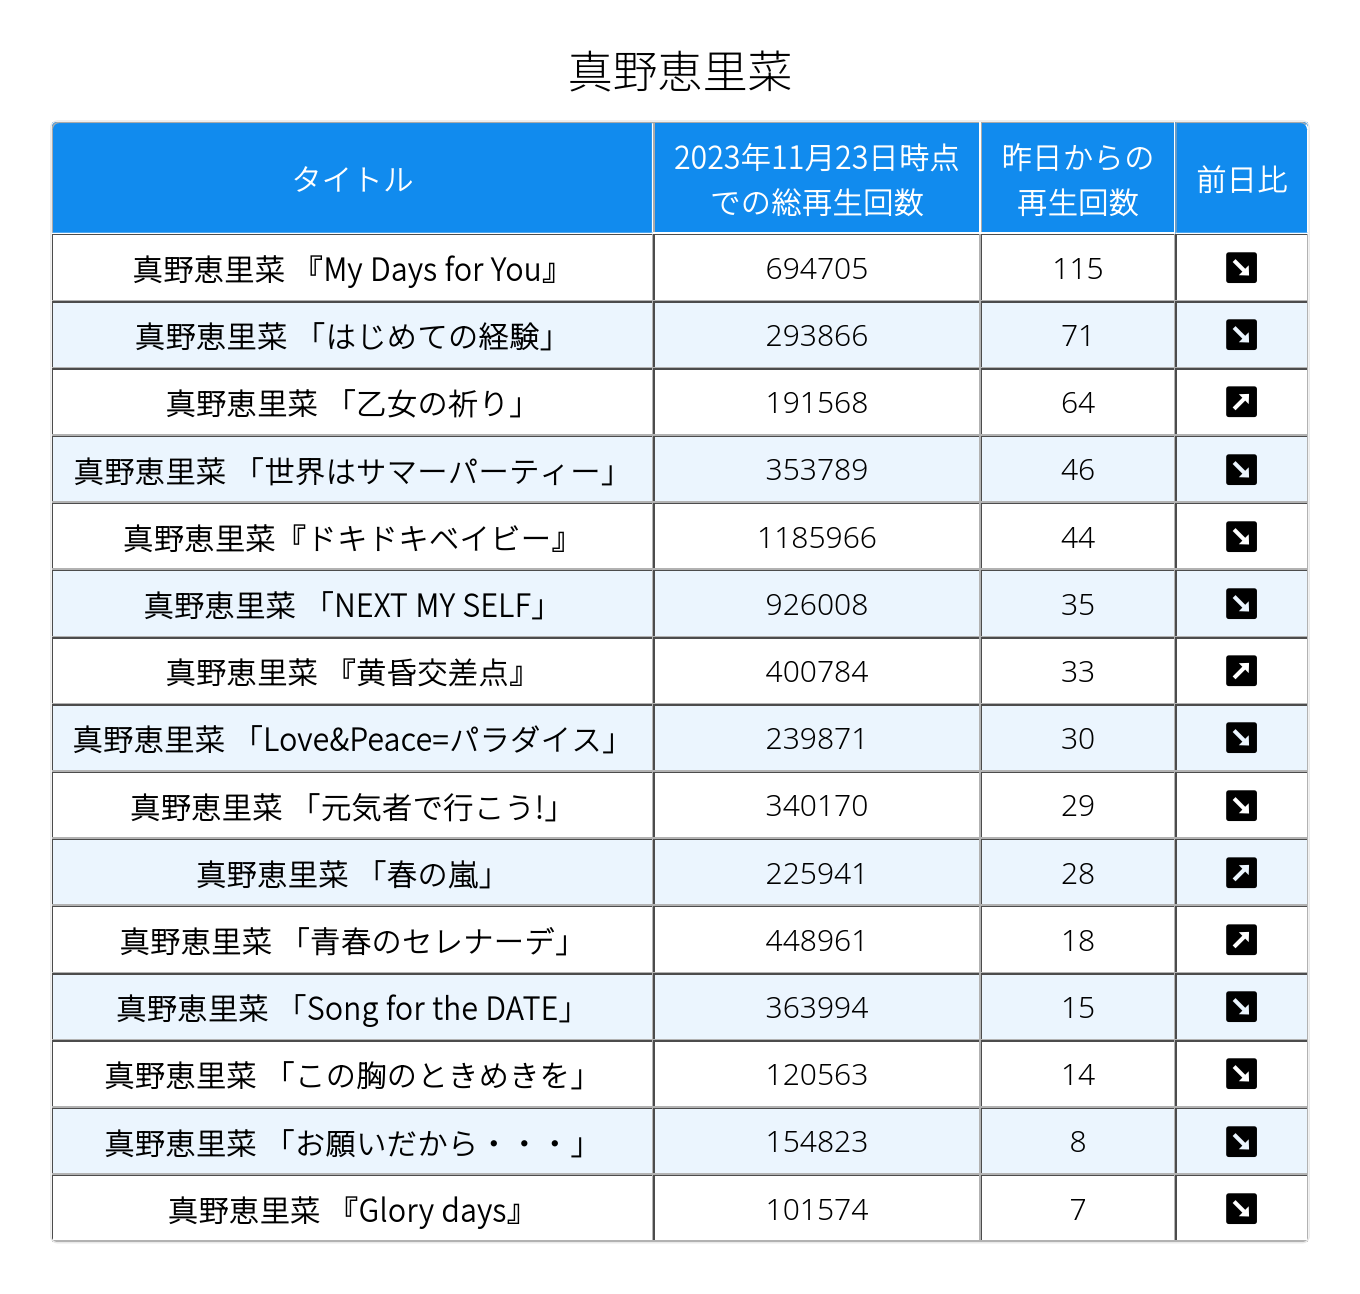 真野恵里菜
タイトル 2023年11月23日時点での総再生回数 昨日からの再生回数 前日比
真野恵里菜 『My Days for You』 694705 115 ↘
真野恵里菜 「はじめての経験」 293866 71 ↘
真野恵里菜 「乙女の祈り」 191568 64 ↗
真野恵里菜 「世界はサマーパーティー」 353789 46 ↘
真野恵里菜『ドキドキベイビー』 1185966 44 ↘
真野恵里菜 「NEXT MY SELF」 926008 35 ↘
真野恵里菜 『黄昏交差点』 400784 33 ↗
真野恵里菜 「Love&Peace=パラダイス」 239871 30 ↘
真野恵里菜 「元気者で行こう!」 340170 29 ↘
真野恵里菜 「春の嵐」 225941 28 ↗
真野恵里菜 「青春のセレナーデ」 448961 18 ↗
真野恵里菜 「Song for the DATE」 363994 15 ↘
真野恵里菜 「この胸のときめきを」 120563 14 ↘
真野恵里菜 「お願いだから・・・」 154823 8 ↘
真野恵里菜 『Glory days』 101574 7 ↘